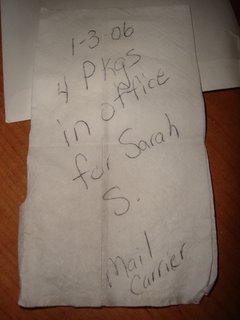 1-3-06
4 Pkgs
in office
for Sarah
S.
Mail
Carrier